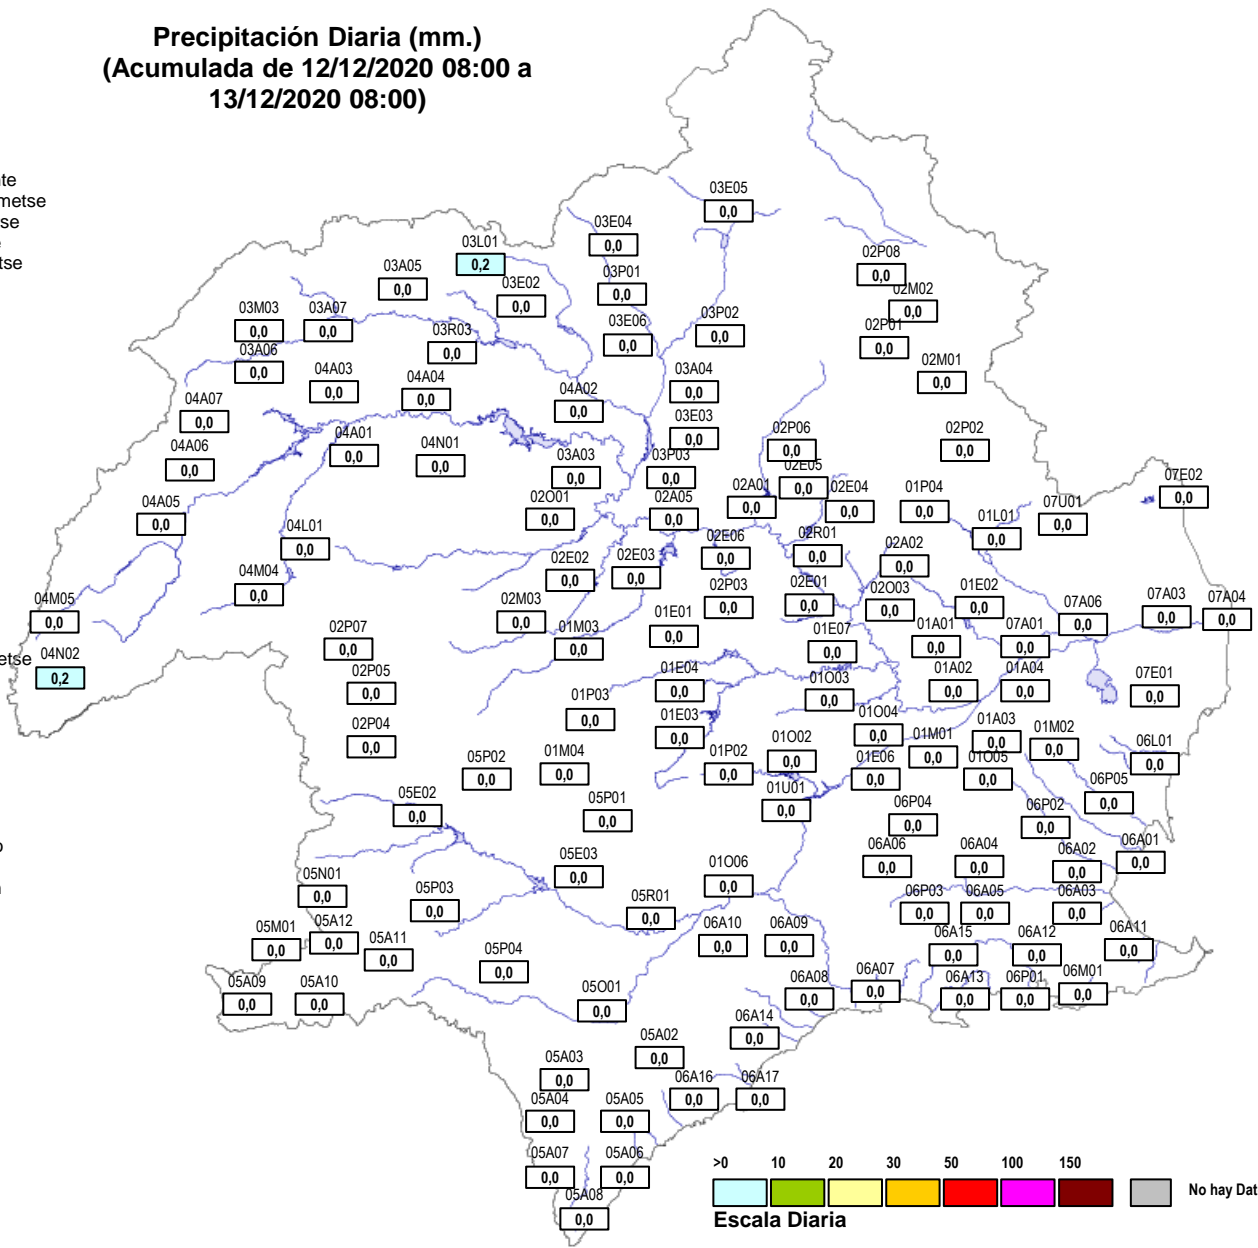 Precipitación Diaria (mm.)
(Acumulada de 12/12/2020 08:00 a
13/12/2020 08:00)
te
metse
se
tse
etse
03E05
0,0
03E04
0,0
03L01
0,2
03A05
0,0
03E02
0,0
03P01
0,0
02P08
0,0
02M02
0,0
03M03
0,0
03A07
0,0
03R03
0,0
03E06
0,0
03P02
0,0
02P01
0,0
03A06
0,0
04A03
0,0
04A04
0,0
04A02
0,0
03A04
0,0
02M01
0,0
04A07
0,0
03E03
0,0
04A06
0,0
04A01
0,0
04N01
0,0
03A03
0,0
03P03
0,0
02P06
0,0
02P02
0,0
02E05
0,0
04A05
0,0
02O01
0,0
02A05
0,0
02A01
0,0
02E04
0,0
01P04
0,0
07U01
0,0
07E02
0,0
04L01
0,0
01L01
0,0
02E06
0,0
02R01
0,0
02A02
0,0
04M04
0,0
02E02
0,0
02E03
0,0
04M05
0,0
02M03
0,0
02P03
0,0
02E01
0,0
02O03
0,0
01E02
0,0
07A06
0,0
07A03
0,0
07A04
0,0
02P07
0,0
01M03
0,0
01E01
0,0
01E07
0,0
01A01
0,0
07A01
0,0
04N02
0,2
02P05
0,0
01E04
0,0
01O03
0,0
01A02
0,0
01A04
0,0
07E01
0,0
01P03
0,0
02P04
0,0
01E03
0,0
01O04
0,0
01M01
0,0
01A03
0,0
01M02
0,0
06L01
0,0
05P02
0,0
01M04
0,0
01P02
0,0
01O02
0,0
01E06
0,0
01O05
0,0
05E02
0,0
05P01
0,0
01U01
0,0
06P04
0,0
06P02
0,0
06P05
0,0
05E03
0,0
01O06
0,0
06A06
0,0
06A04
0,0
06A02
0,0
06A01
0,0
05N01
0,0
05P03
0,0
05R01
0,0
06P03
0,0
06A05
0,0
06A03
0,0
05M01
0,0
05A12
0,0
05A11
0,0
05P04
0,0
06A10
0,0
06A09
0,0
06A15
0,0
06A12
0,0
06A11
0,0
05A09
0,0
05A10
0,0
05O01
0,0
06A08
0,0
06A07
0,0
06A13
0,0
06P01
0,0
06M01
0,0
05A02
0,0
06A14
0,0
05A03
0,0
06A16
0,0
06A17
0,0
05A04
0,0
05A05
0,0
05A07
0,0
05A06
0,0
05A08
0,0
>0 10 20 30 50 100 150
No hay Dat
Escala Diaria